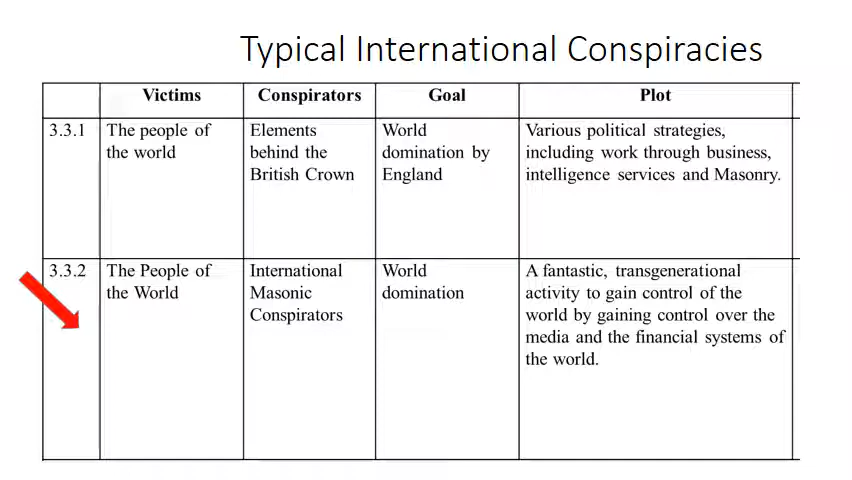 Typical International Conspiracies
Victims Conspirators Goal Plot
3.3.1 The people of the world Elements behind the British Crown World domination by England Various political strategies, including work through business, intelligence services and Masonry.
3.3.2 The People of the World International Masonic Conspirators World domination A fantastic, transgenerational activity to gain control of the world by gaining control over the media and the financial systems of the world.